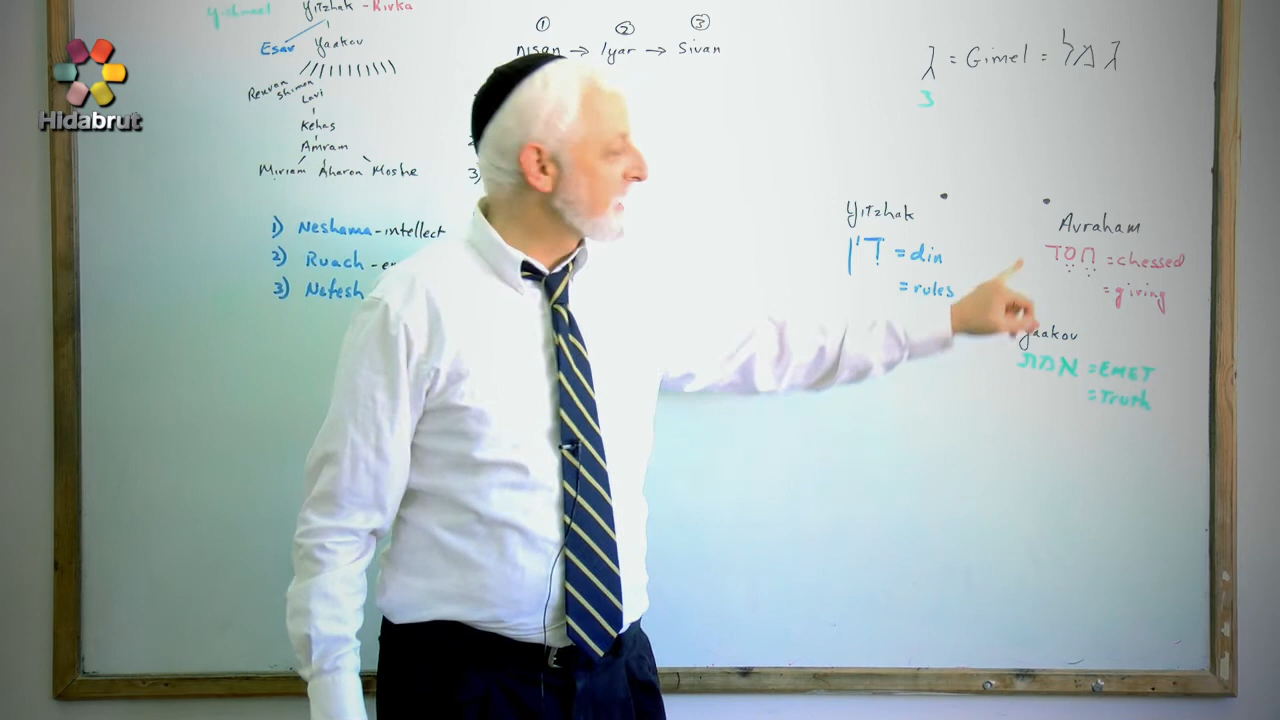 y-shmael
Yitzhak - Rivka
Esav
Yaakov
Reuven
Shimon
Levi
Kehas
Amram
Miriam Aharon Moshe
1) Neshama - intellect
2) Ruach -
3) Nefesh
① ② ③
nisan → Iyar → Sivan
3)
ג = Gimel = גמל
3
Yitzhak
דין = din
= rules
Avraham
חסד = chessed
= giving
Yaakov
אמת = EMET
= Truth
Hidabrut